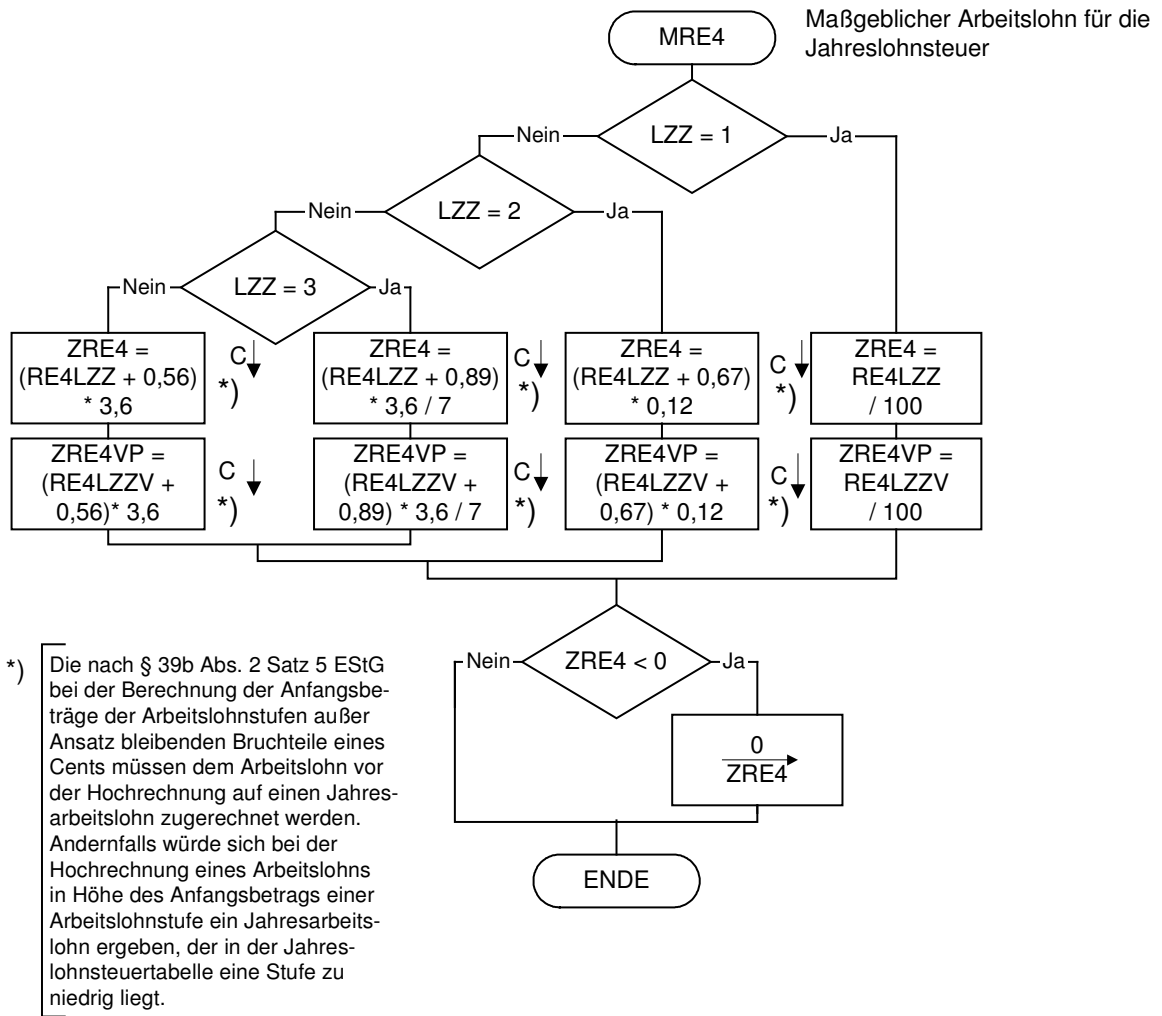 MRE4
Maßgeblicher Arbeitslohn für die
Jahreslohnsteuer
Nein
LZZ = 1
Ja
Nein
LZZ = 2
Ja
Nein
LZZ = 3
Ja
ZRE4 =
(RE4LZZ + 0,56)
* 3,6
C
*)
ZRE4 =
(RE4LZZ + 0,89)
* 3,6 / 7
C
*)
ZRE4 =
(RE4LZZ + 0,67)
* 0,12
C
*)
ZRE4 =
RE4LZZ
/ 100
ZRE4VP =
(RE4LZZV +
0,56)* 3,6
C
*)
ZRE4VP =
(RE4LZZV +
0,89) * 3,6 / 7
C
*)
ZRE4VP =
(RE4LZZV +
0,67) * 0,12
C
*)
ZRE4VP =
RE4LZZV
/ 100
Nein
ZRE4 < 0
Ja
0
ZRE4
ENDE
*)
Die nach § 39b Abs. 2 Satz 5 EStG
bei der Berechnung der Anfangsbe-
träge der Arbeitslohnstufen außer
Ansatz bleibenden Bruchteile eines
Cents müssen dem Arbeitslohn vor
der Hochrechnung auf einen Jahres-
arbeitslohn zugerechnet werden.
Andernfalls würde sich bei der
Hochrechnung eines Arbeitslohns
in Höhe des Anfangsbetrags einer
Arbeitslohnstufe ein Jahresarbeits-
lohn ergeben, der in der Jahres-
lohnsteuertabelle eine Stufe zu
niedrig liegt.